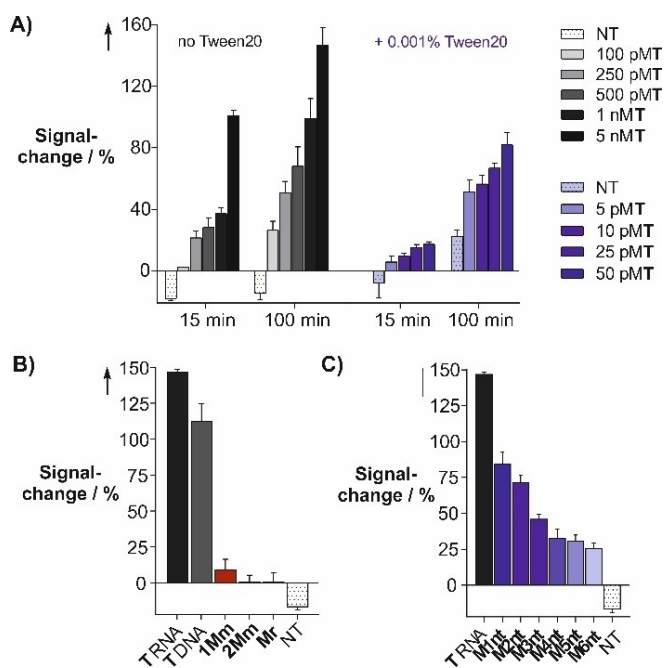 A)
160
120
80
40
0
Signal-
change / %
no Tween20
+ 0.001% Tween20
15 min
100 min
15 min
100 min
NT
100 pMT
250 pMT
500 pMT
1 nMT
5 nMT
NT
5 pMT
10 pMT
25 pMT
50 pMT
B)
150
125
75
50
25
0
Signal-
change / %
TRNA
TDNA
1Mm
2Mm
Mr
NT
C)
150
125
75
50
25
0
Signal-
change / %
TRNA
M1nt
M2nt
M3nt
M4nt
M5nt
M6nt
NT